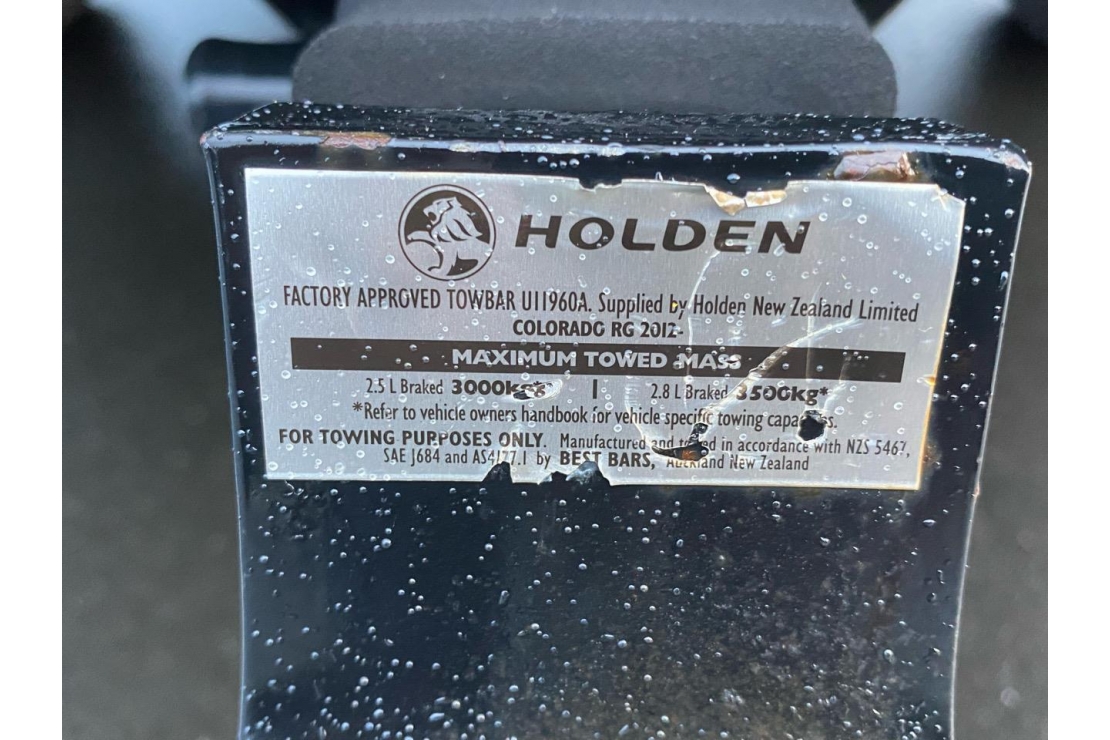 HOLDEN
FACTORY APPROVED TOWBAR U11960A. Supplied by Holden New Zealand Limited
COLORADO RG 2012-
MAXIMUM TOWED MASS
2.5 L Braked 3000kg* | 2.8 L Braked 3500kg*
*Refer to vehicle owners handbook for vehicle specific towing capacities.
FOR TOWING PURPOSES ONLY. Manufactured and tested in accordance with NZS 5467,
SAE J684 and AS4177.1 by BEST BARS, Auckland New Zealand